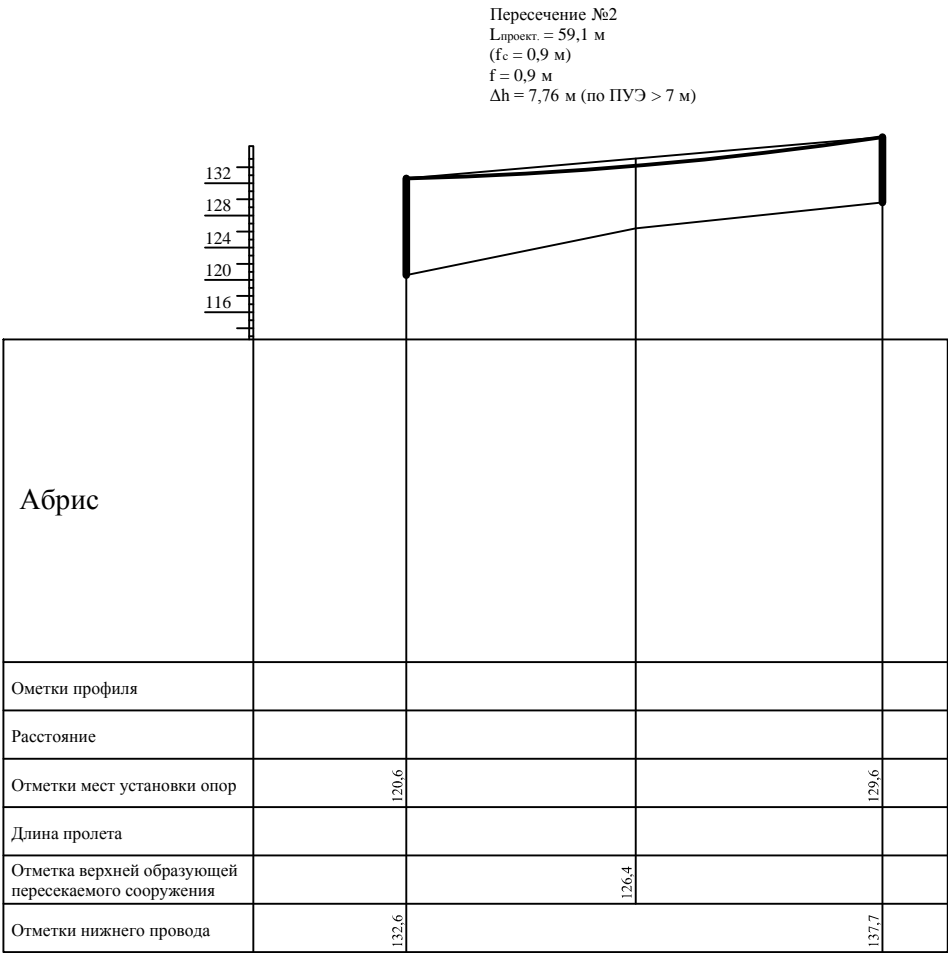 Пересечение №2
Lпроект. = 59,1 м
(fс = 0,9 м)
f = 0,9 м
Δh = 7,76 м (по ПУЭ > 7 м)
132
128
124
120
116
Абрис
Ометки профиля
Расстояние
Отметки мест установки опор
120,6
129,6
Длина пролета
Отметка верхней образующей
пересекаемого сооружения
126,4
Отметки нижнего провода
132,6
137,7